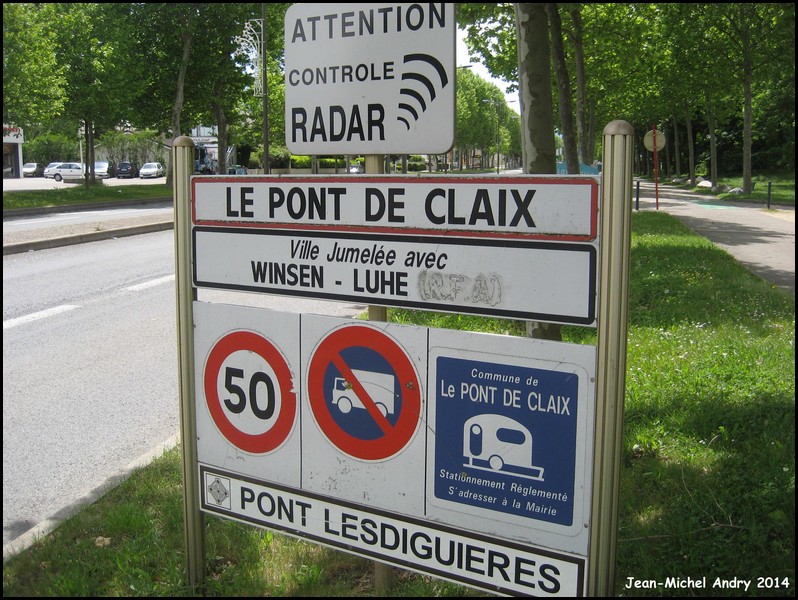 ATTENTION
CONTROLE
RADAR
LE PONT DE CLAIX
Ville Jumelée avec
WINSEN - LUHE (R.F.A)
50
Commune de
Le PONT DE CLAIX
Stationnement Réglementé
S'adresser à la Mairie
PONT LESDIGUIERES
Jean-Michel Andry 2014